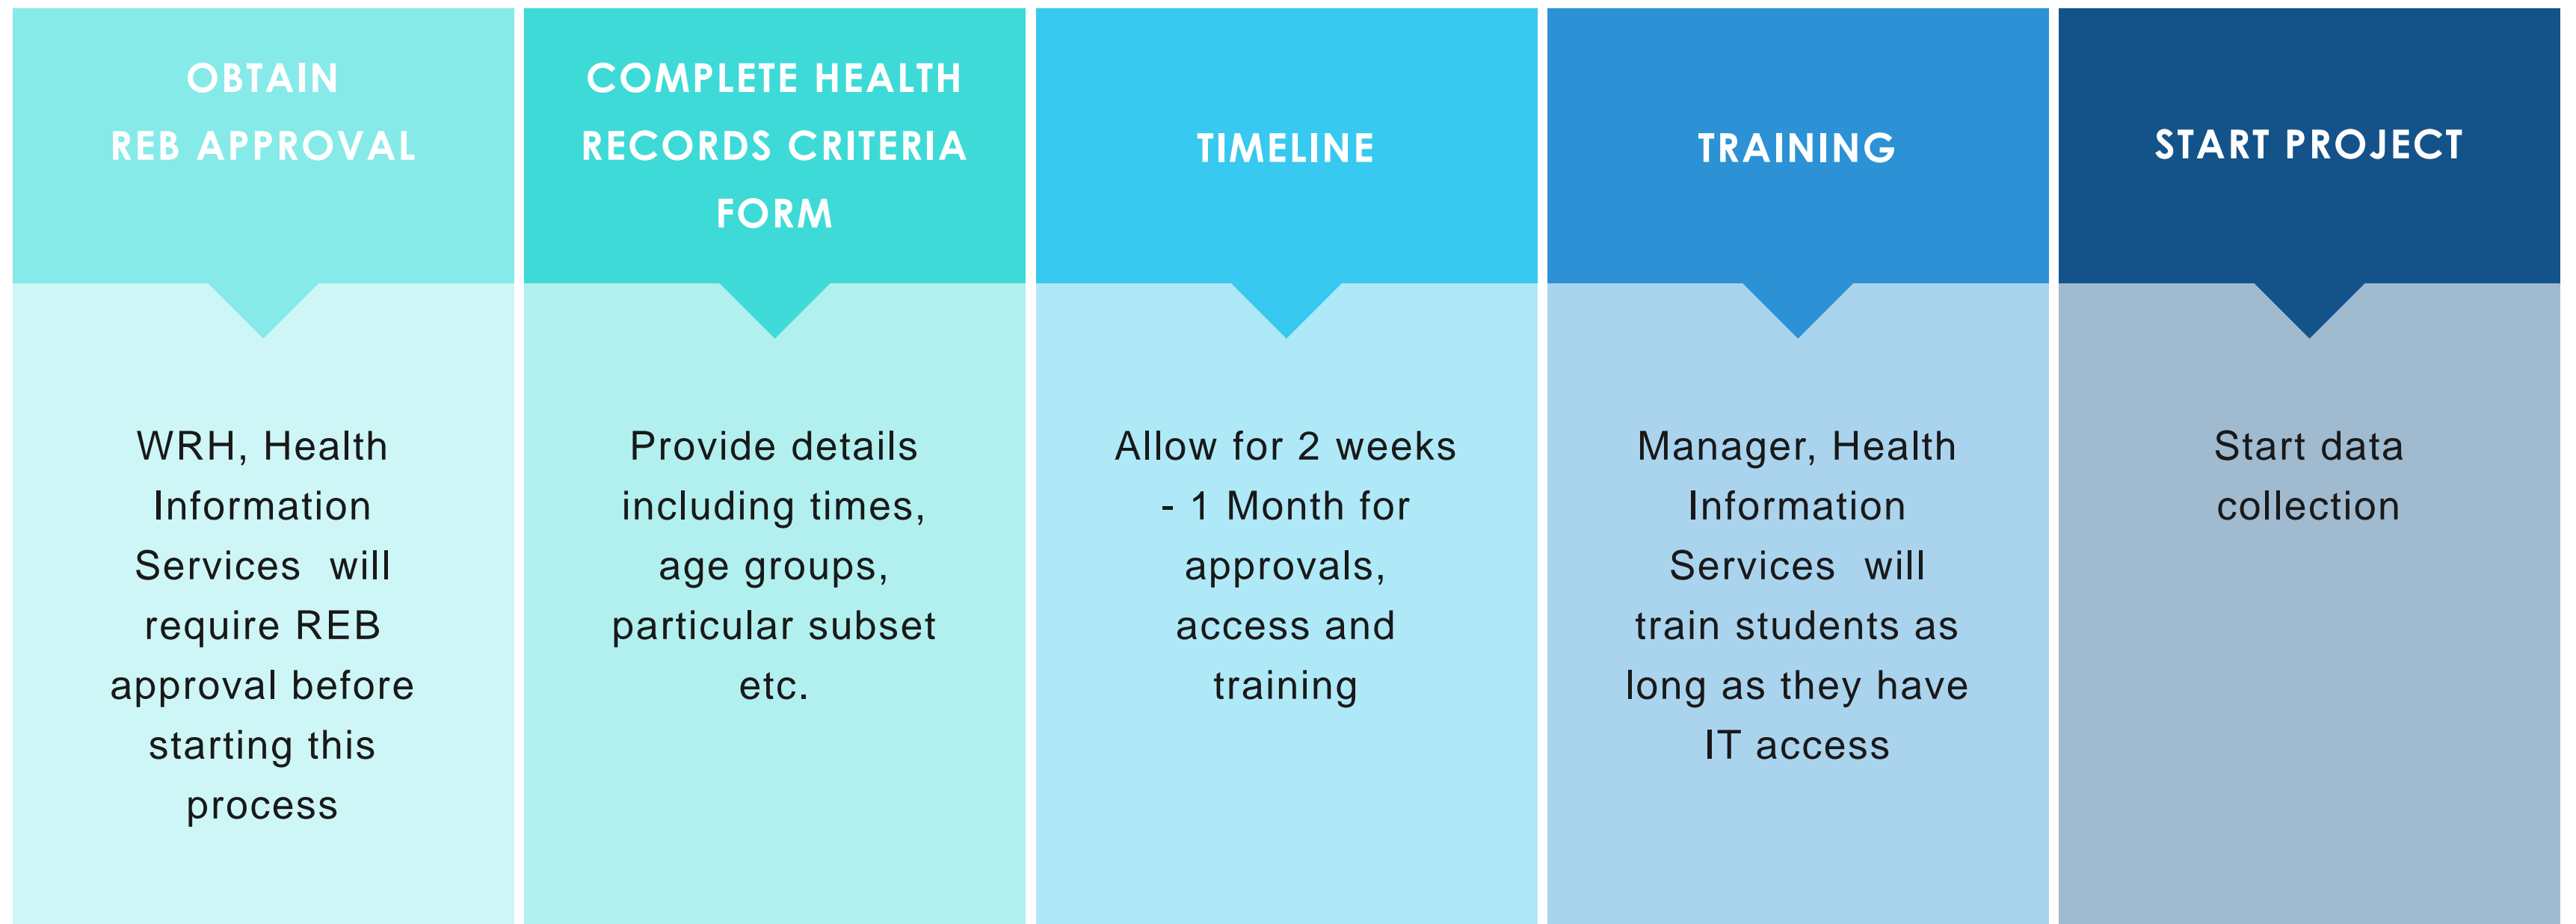 OBTAIN
REB APPROVAL
WRH, Health
Information
Services will
require REB
approval before
starting this
process
COMPLETE HEALTH
RECORDS CRITERIA
FORM
Provide details
including times,
age groups,
particular subset
etc.
TIMELINE
Allow for 2 weeks
- 1 Month for
approvals,
access and
training
TRAINING
Manager, Health
Information
Services will
train students as
long as they have
IT access
START PROJECT
Start data
collection